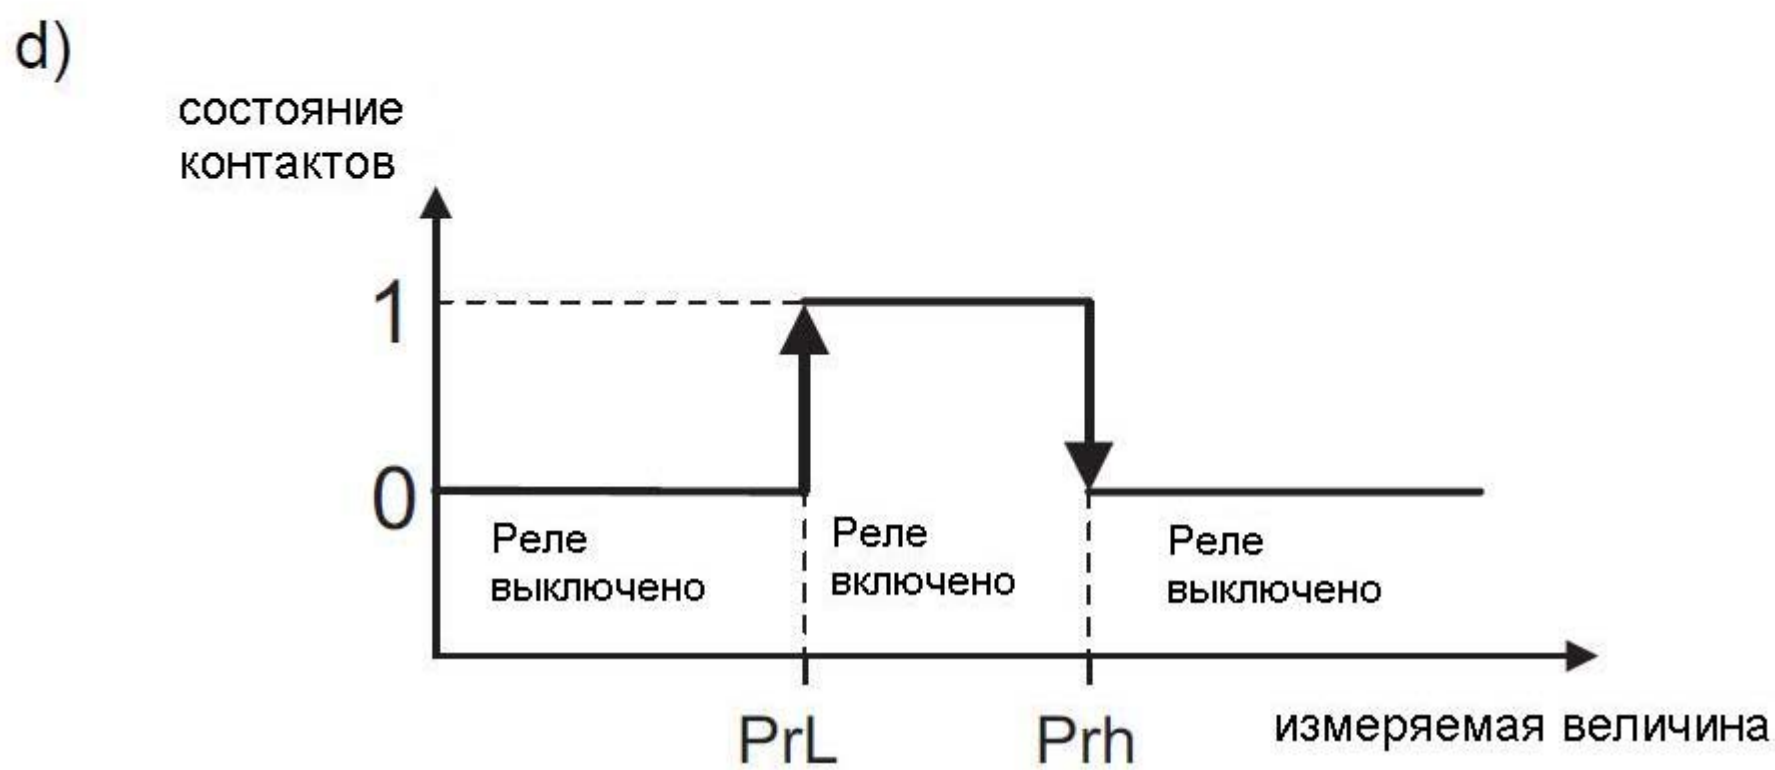 d)
состояние
контактов
1
0
Реле
выключено
Реле
включено
Реле
выключено
PrL
Prh
измеряемая величина